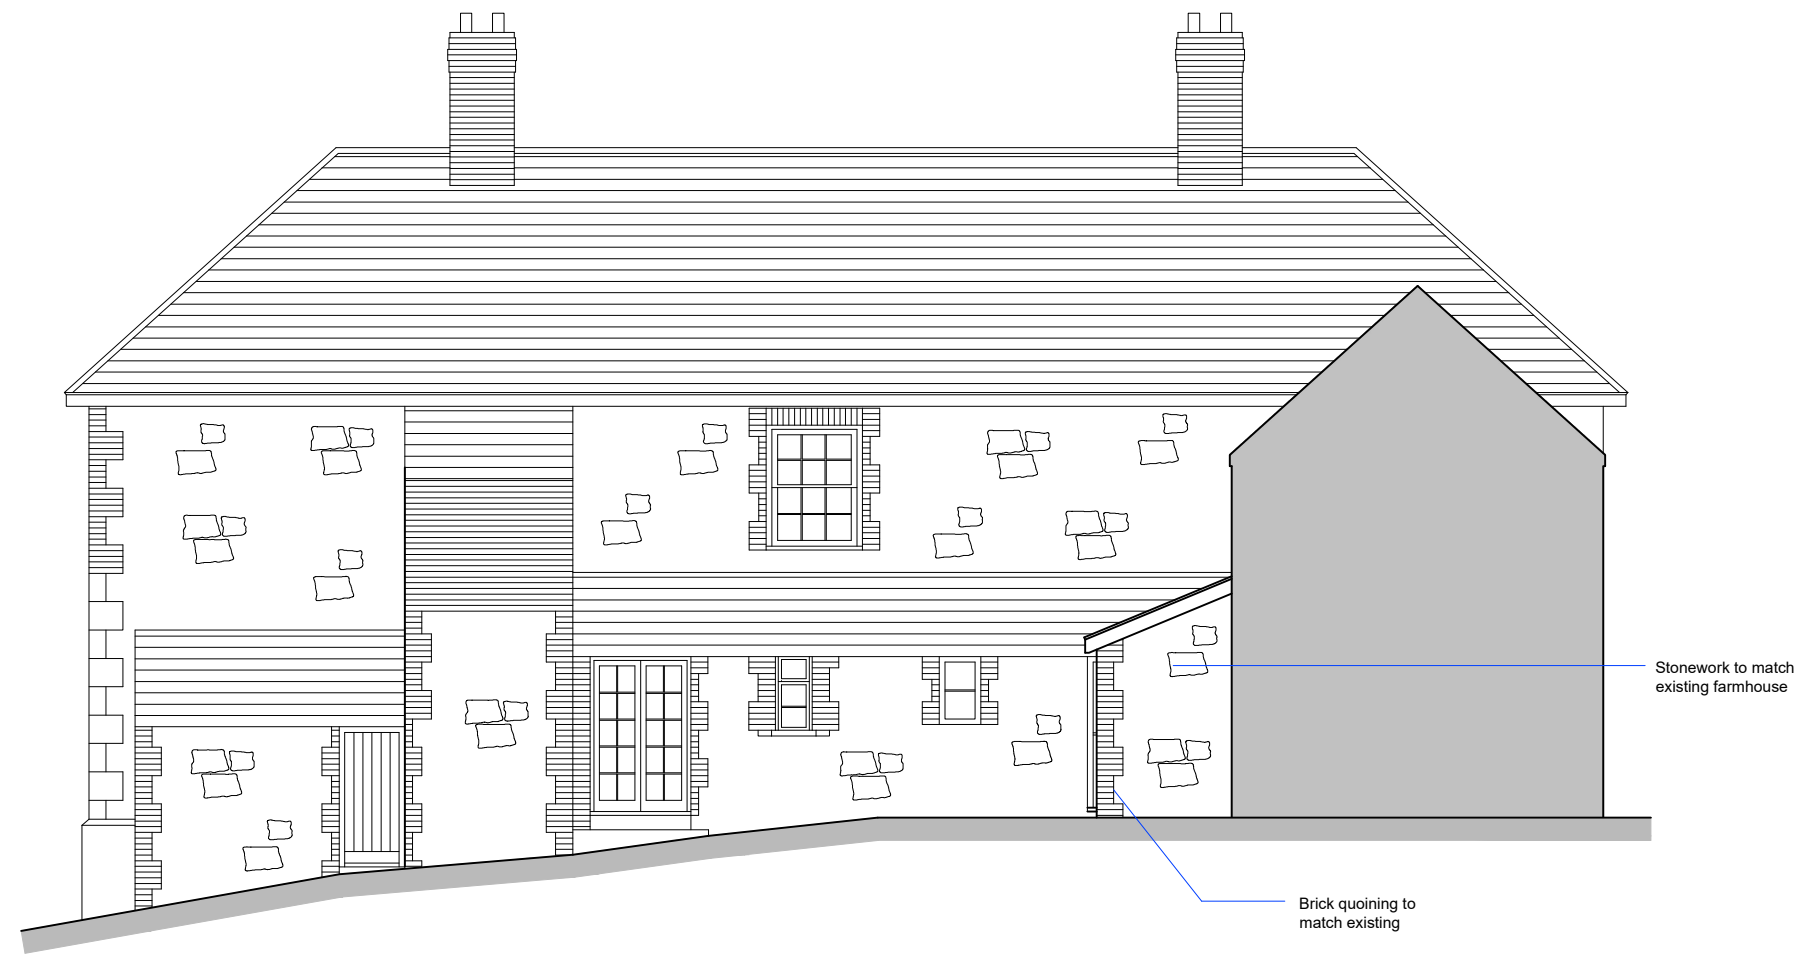 Stonework to match
existing farmhouse
Brick quoining to
match existing